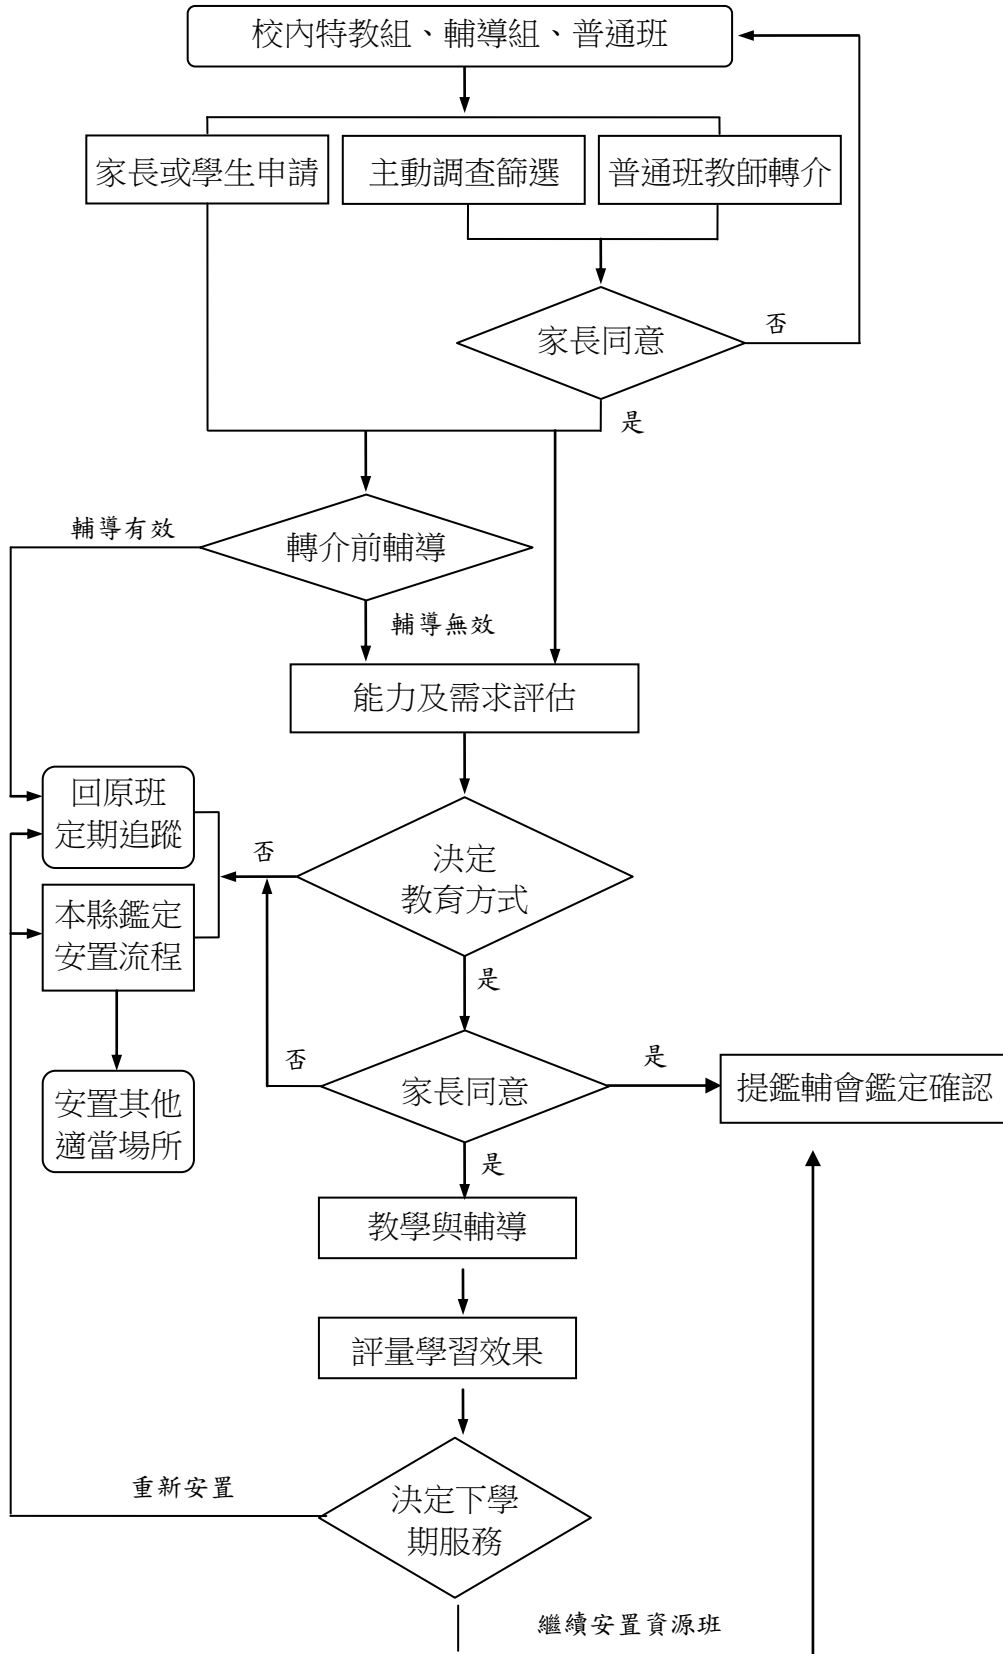 校內特教組、輔導組、普通班
家長或學生申請
主動調查篩選
普通班教師轉介
家長同意
否
是
輔導有效
轉介前輔導
輔導無效
能力及需求評估
回原班
定期追蹤
否
決定
教育方式
本縣鑑定
安置流程
是
否
家長同意
是
提鑑輔會鑑定確認
安置其他
適當場所
是
教學與輔導
評量學習效果
重新安置
決定下學
期服務
繼續安置資源班